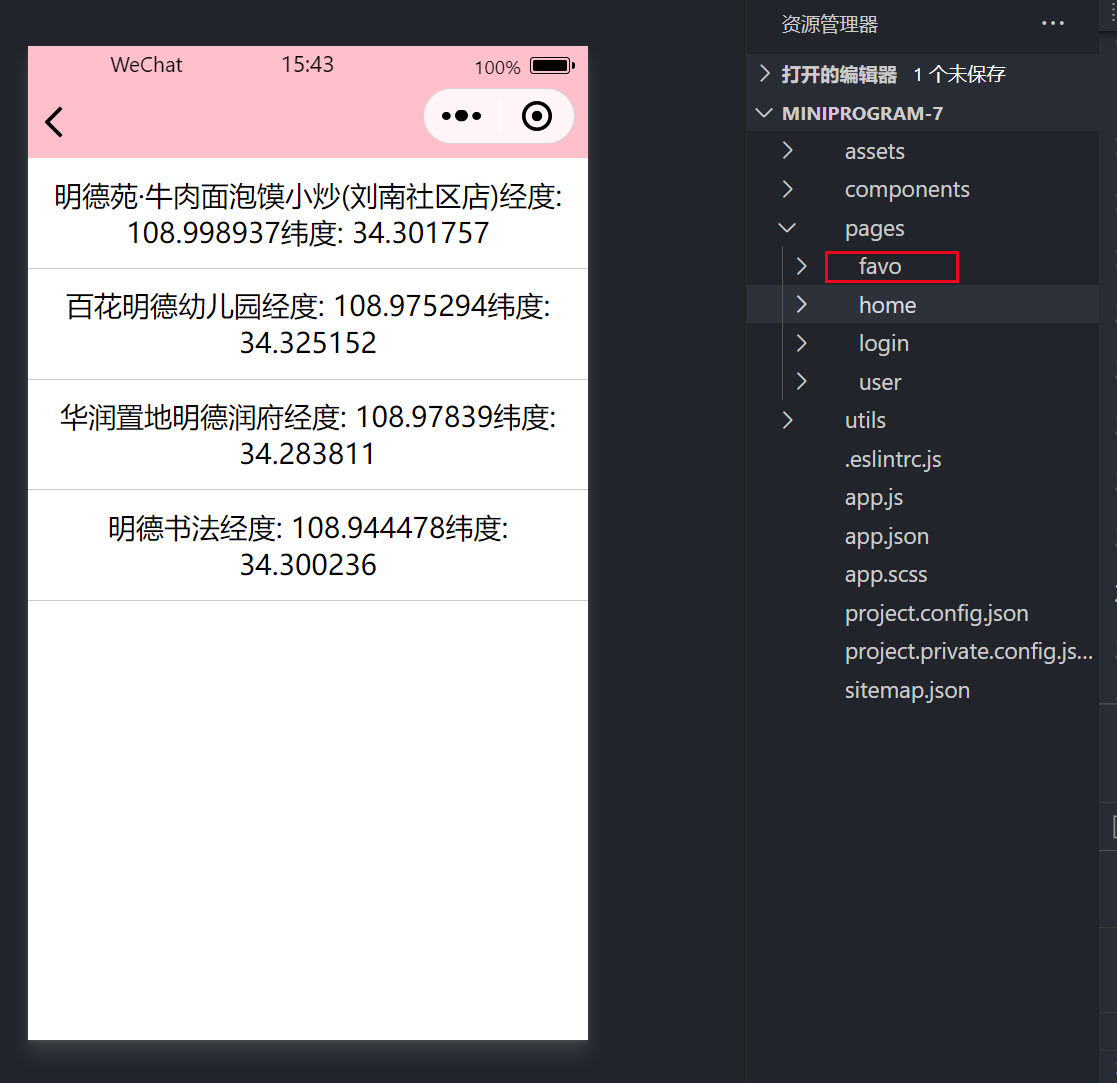 WeChat 15:43 100%
明德苑·牛肉面泡馍小炒(刘南社区店)经度:
108.998937纬度: 34.301757
百花明德幼儿园经度: 108.975294纬度:
34.325152
华润置地明德润府经度: 108.97839纬度:
34.283811
明德书法经度: 108.944478纬度:
34.300236
资源管理器
打开的编辑器 1 个未保存
MINIPROGRAM-7
assets
components
pages
favo
home
login
user
utils
.eslintrc.js
app.js
app.json
app.scss
project.config.json
project.private.config.js...
sitemap.json